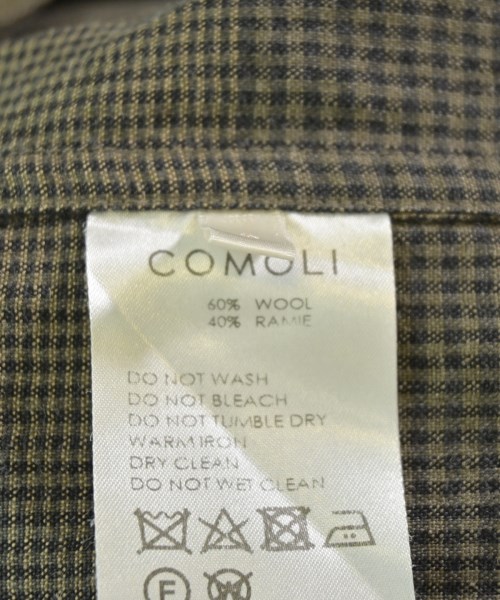 COMOLI
60% WOOL
40% RAMIE
DO NOT WASH
DO NOT BLEACH
DO NOT TUMBLE DRY
WARM IRON
DRY CLEAN
DO NOT WET CLEAN
F
W